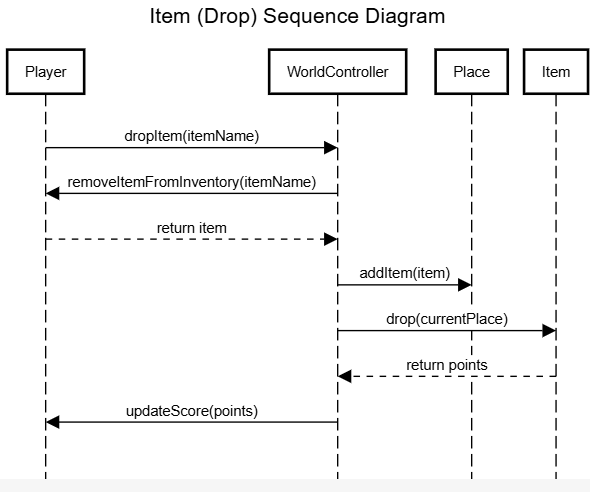 Item (Drop) Sequence Diagram
Player
WorldController
Place
Item
dropItem(itemName)
removeItemFromInventory(itemName)
return item
addItem(item)
drop(currentPlace)
return points
updateScore(points)